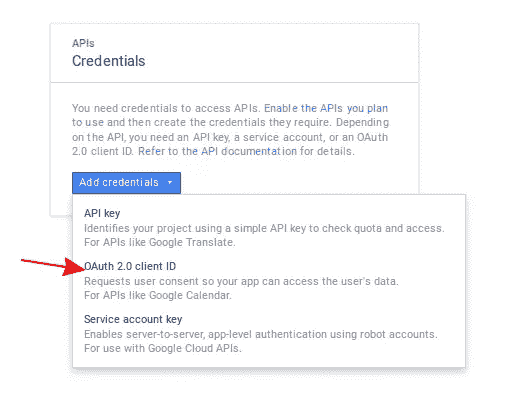 APIs
Credentials
You need credentials to access APIs. Enable the APIs you plan
to use and then create the credentials they require. Depending
on the API, you need an API key, a service account, or an OAuth
2.0 client ID. Refer to the API documentation for details.
Add credentials
API key
Identifies your project using a simple API key to check quota and access.
For APIs like Google Translate.
OAuth 2.0 client ID
Requests user consent so your app can access the user's data.
For APIs like Google Calendar.
Service account key
Enables server-to-server, app-level authentication using robot accounts.
For use with Google Cloud APIs.